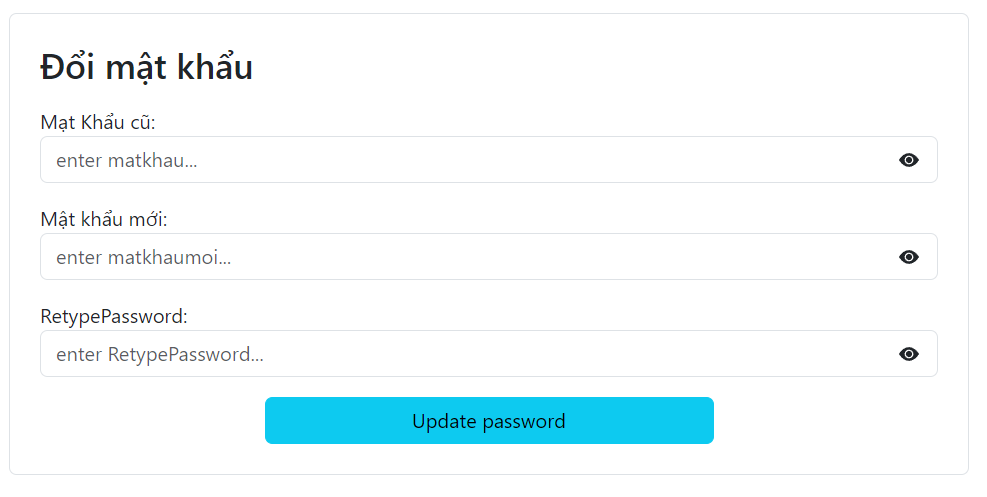 Đổi mật khẩu
Mạt Khẩu cũ:
enter matkhau...
Mật khẩu mới:
enter matkhaumoi...
RetypePassword:
enter RetypePassword...
Update password